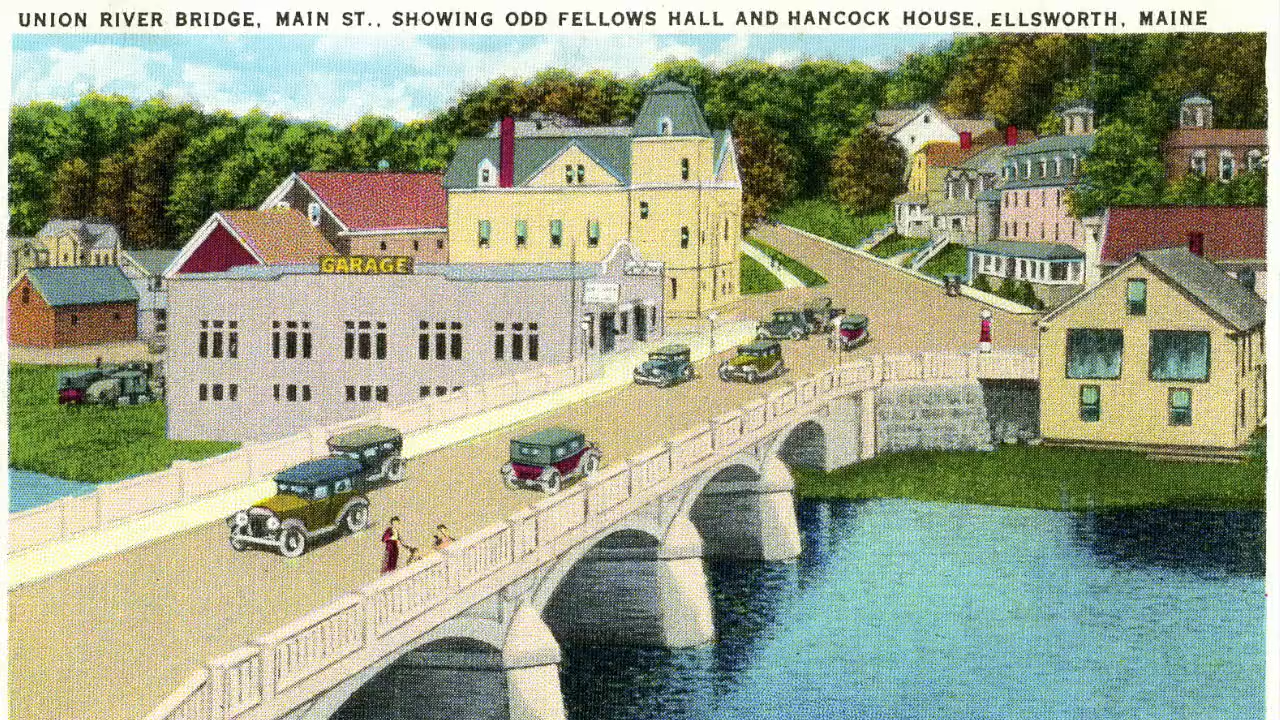 UNION RIVER BRIDGE, MAIN ST., SHOWING ODD FELLOWS HALL AND HANCOCK HOUSE, ELLSWORTH, MAINE
GARAGE